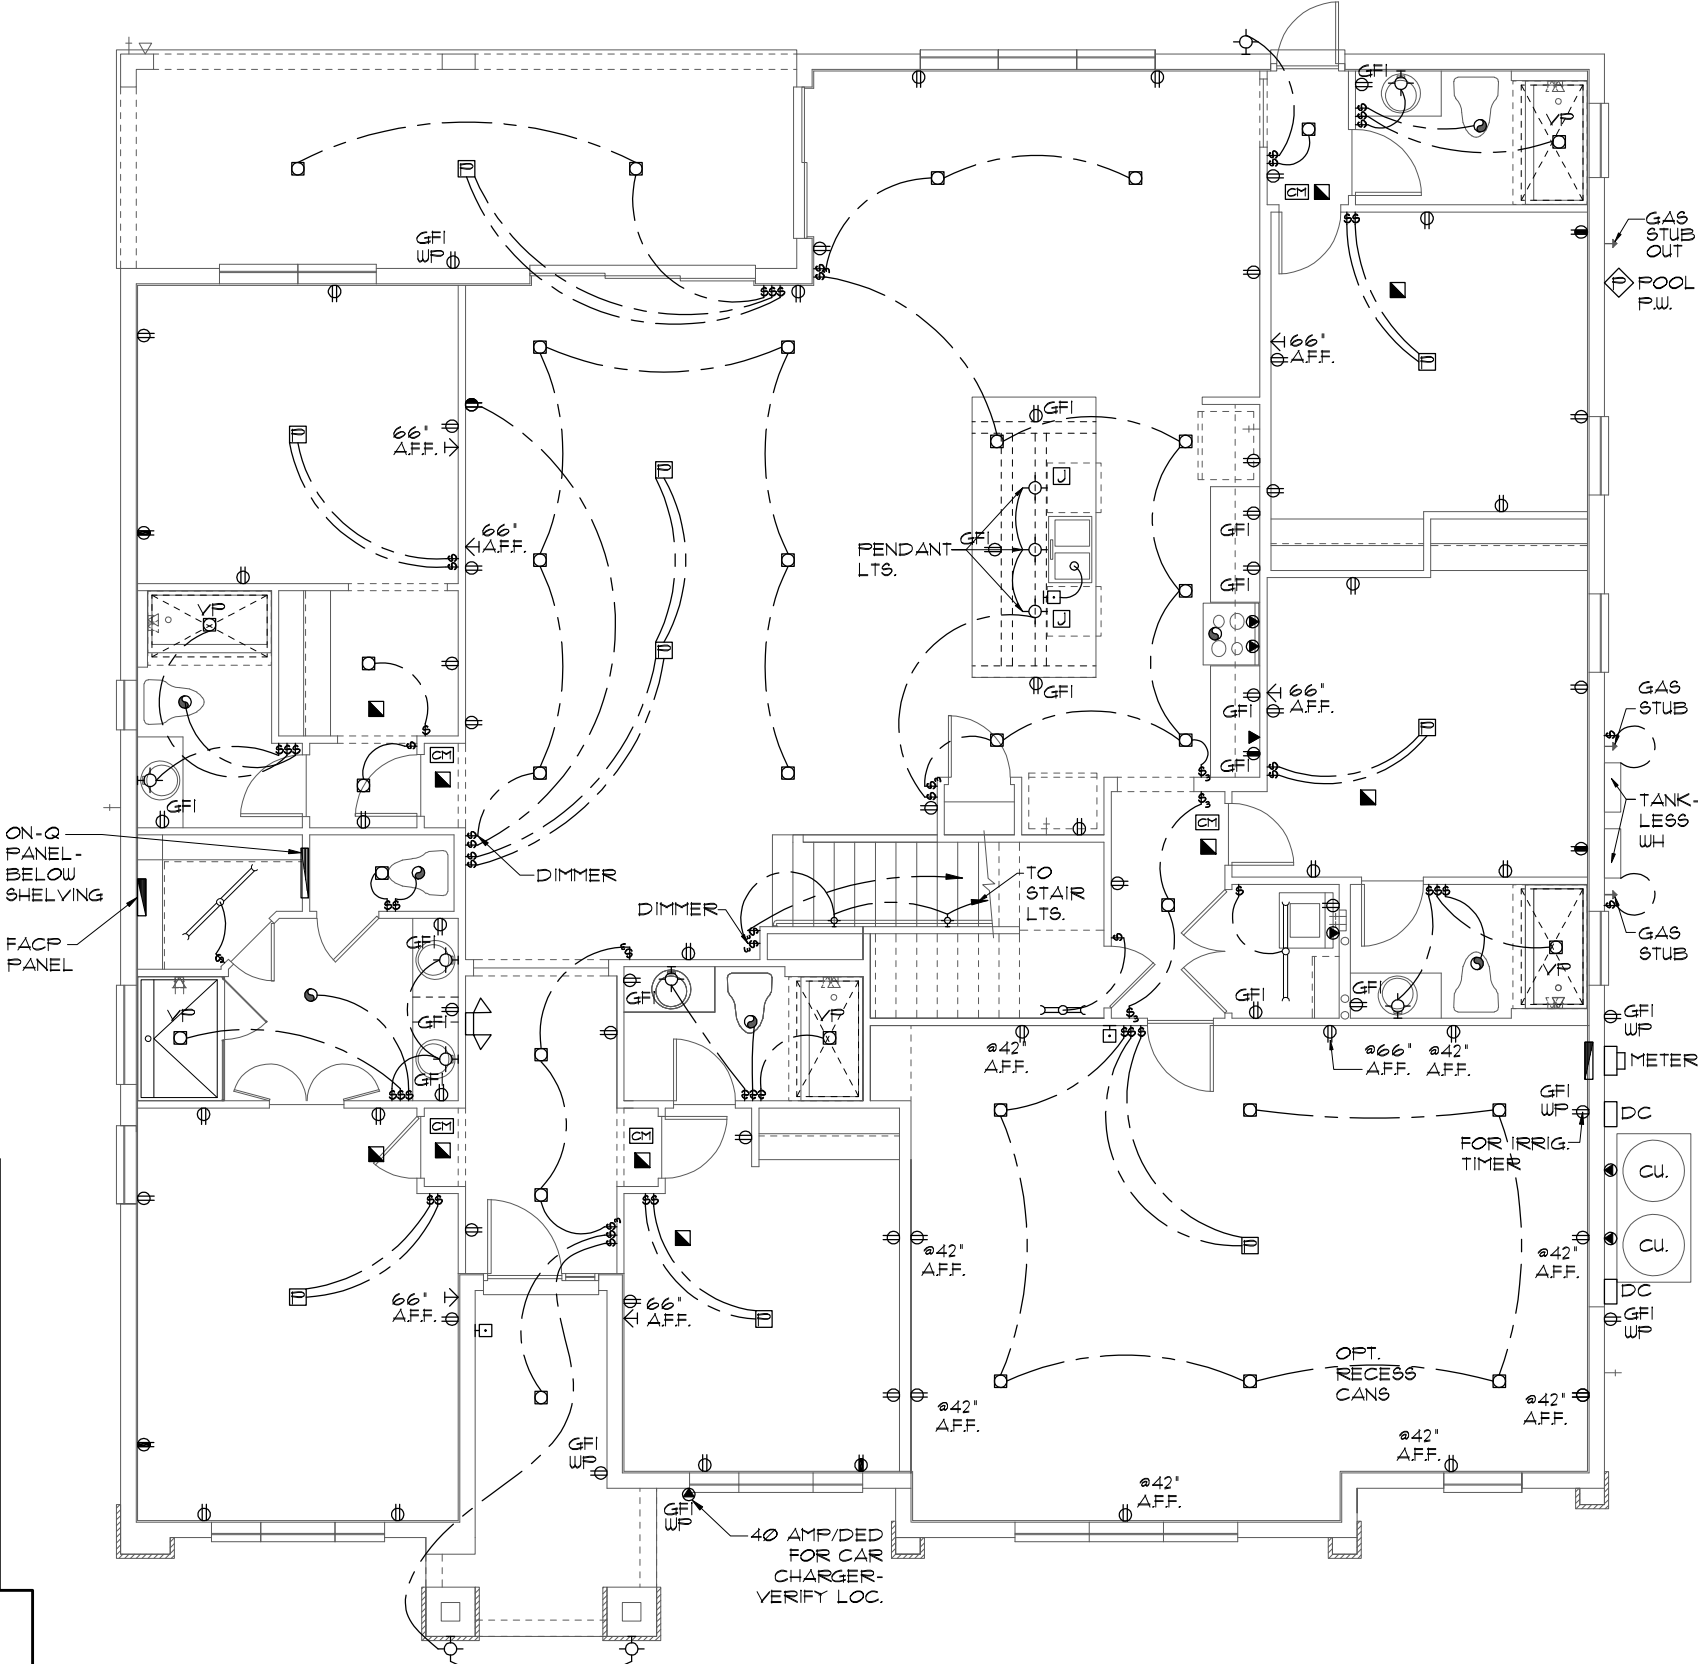 GFI
VP
CM
GAS
STUB
OUT
P
POOL
P.W.
GFI
WP
66"
A.F.F.
GFI
66"
A.F.F.
J
66"
A.F.F.
PENDANT
LTS.
GFI
GFI
GFI
VP
J
GFI
GFI
66"
A.F.F.
GAS
STUB
GFI
CM
GFI
GFI
TANK-
LESS
WH
ON-Q
PANEL-
BELOW
SHELVING
CM
DIMMER
TO
STAIR
LTS.
DIMMER
FACP
PANEL
GAS
STUB
GFI
VP
GFI
VP
GFI
VP
GFI
GFI
GFI
WP
GFI
@42"
A.F.F.
@66"
A.F.F.
@42"
A.F.F.
METER
GFI
WP
DC
CM
CM
FOR IRRIG.
TIMER
CU.
@42"
A.F.F.
@42"
A.F.F.
CU.
66"
A.F.F.
66"
A.F.F.
DC
GFI
WP
OPT.
RECESS
CANS
@42"
A.F.F.
@42"
A.F.F.
GFI
WP
@42"
A.F.F.
@42"
A.F.F.
GFI
WP
40 AMP/DED
FOR CAR
CHARGER-
VERIFY LOC.